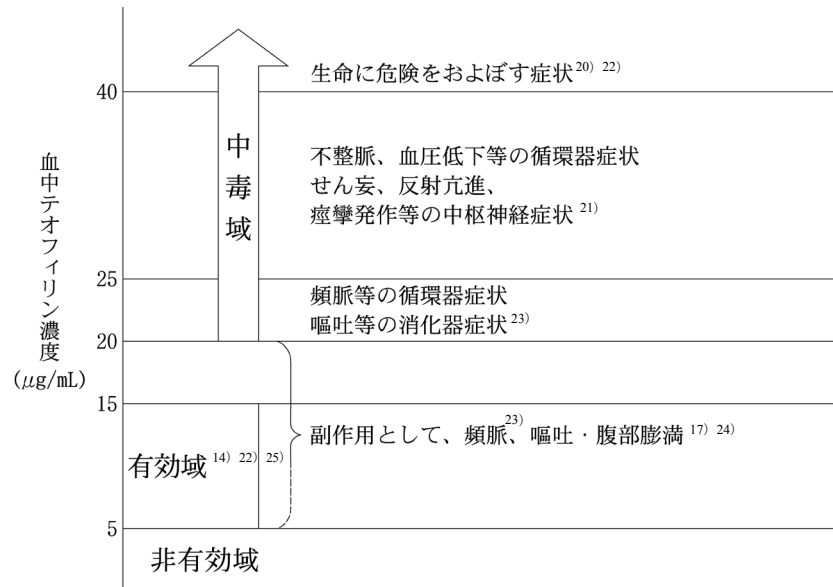 生命に危険をおよぼす症状20) 22)
40
中毒域
不整脈、血圧低下等の循環器症状
せん妄、反射亢進、
痙攣発作等の中枢神経症状21)
血中テオフィリン濃度
(μg/mL)
25
頻脈等の循環器症状
嘔吐等の消化器症状23)
20
15
副作用として、頻脈、23)嘔吐・腹部膨満17) 24)
有効域14) 22) 25)
5
非有効域